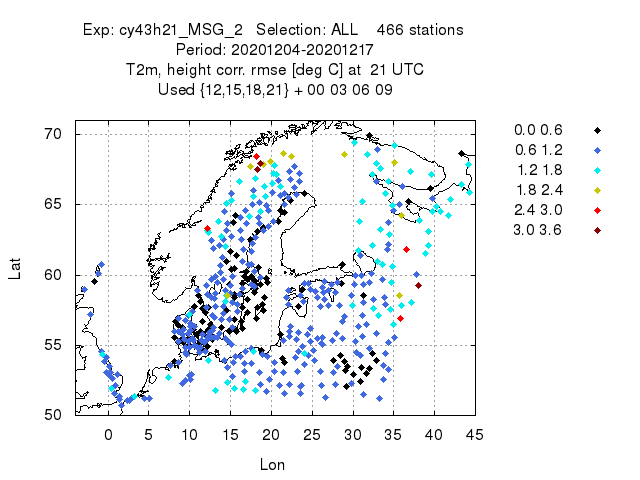 Exp: cy43h21_MSG_2 Selection: ALL 466 stations
Period: 20201204-20201217
T2m, height corr. rmse [deg C] at 21 UTC
Used {12,15,18,21} + 00 03 06 09
0.0 0.6
0.6 1.2
1.2 1.8
1.8 2.4
2.4 3.0
3.0 3.6
70
65
60
55
50
Lat
0 5 10 15 20 25 30 35 40 45
Lon